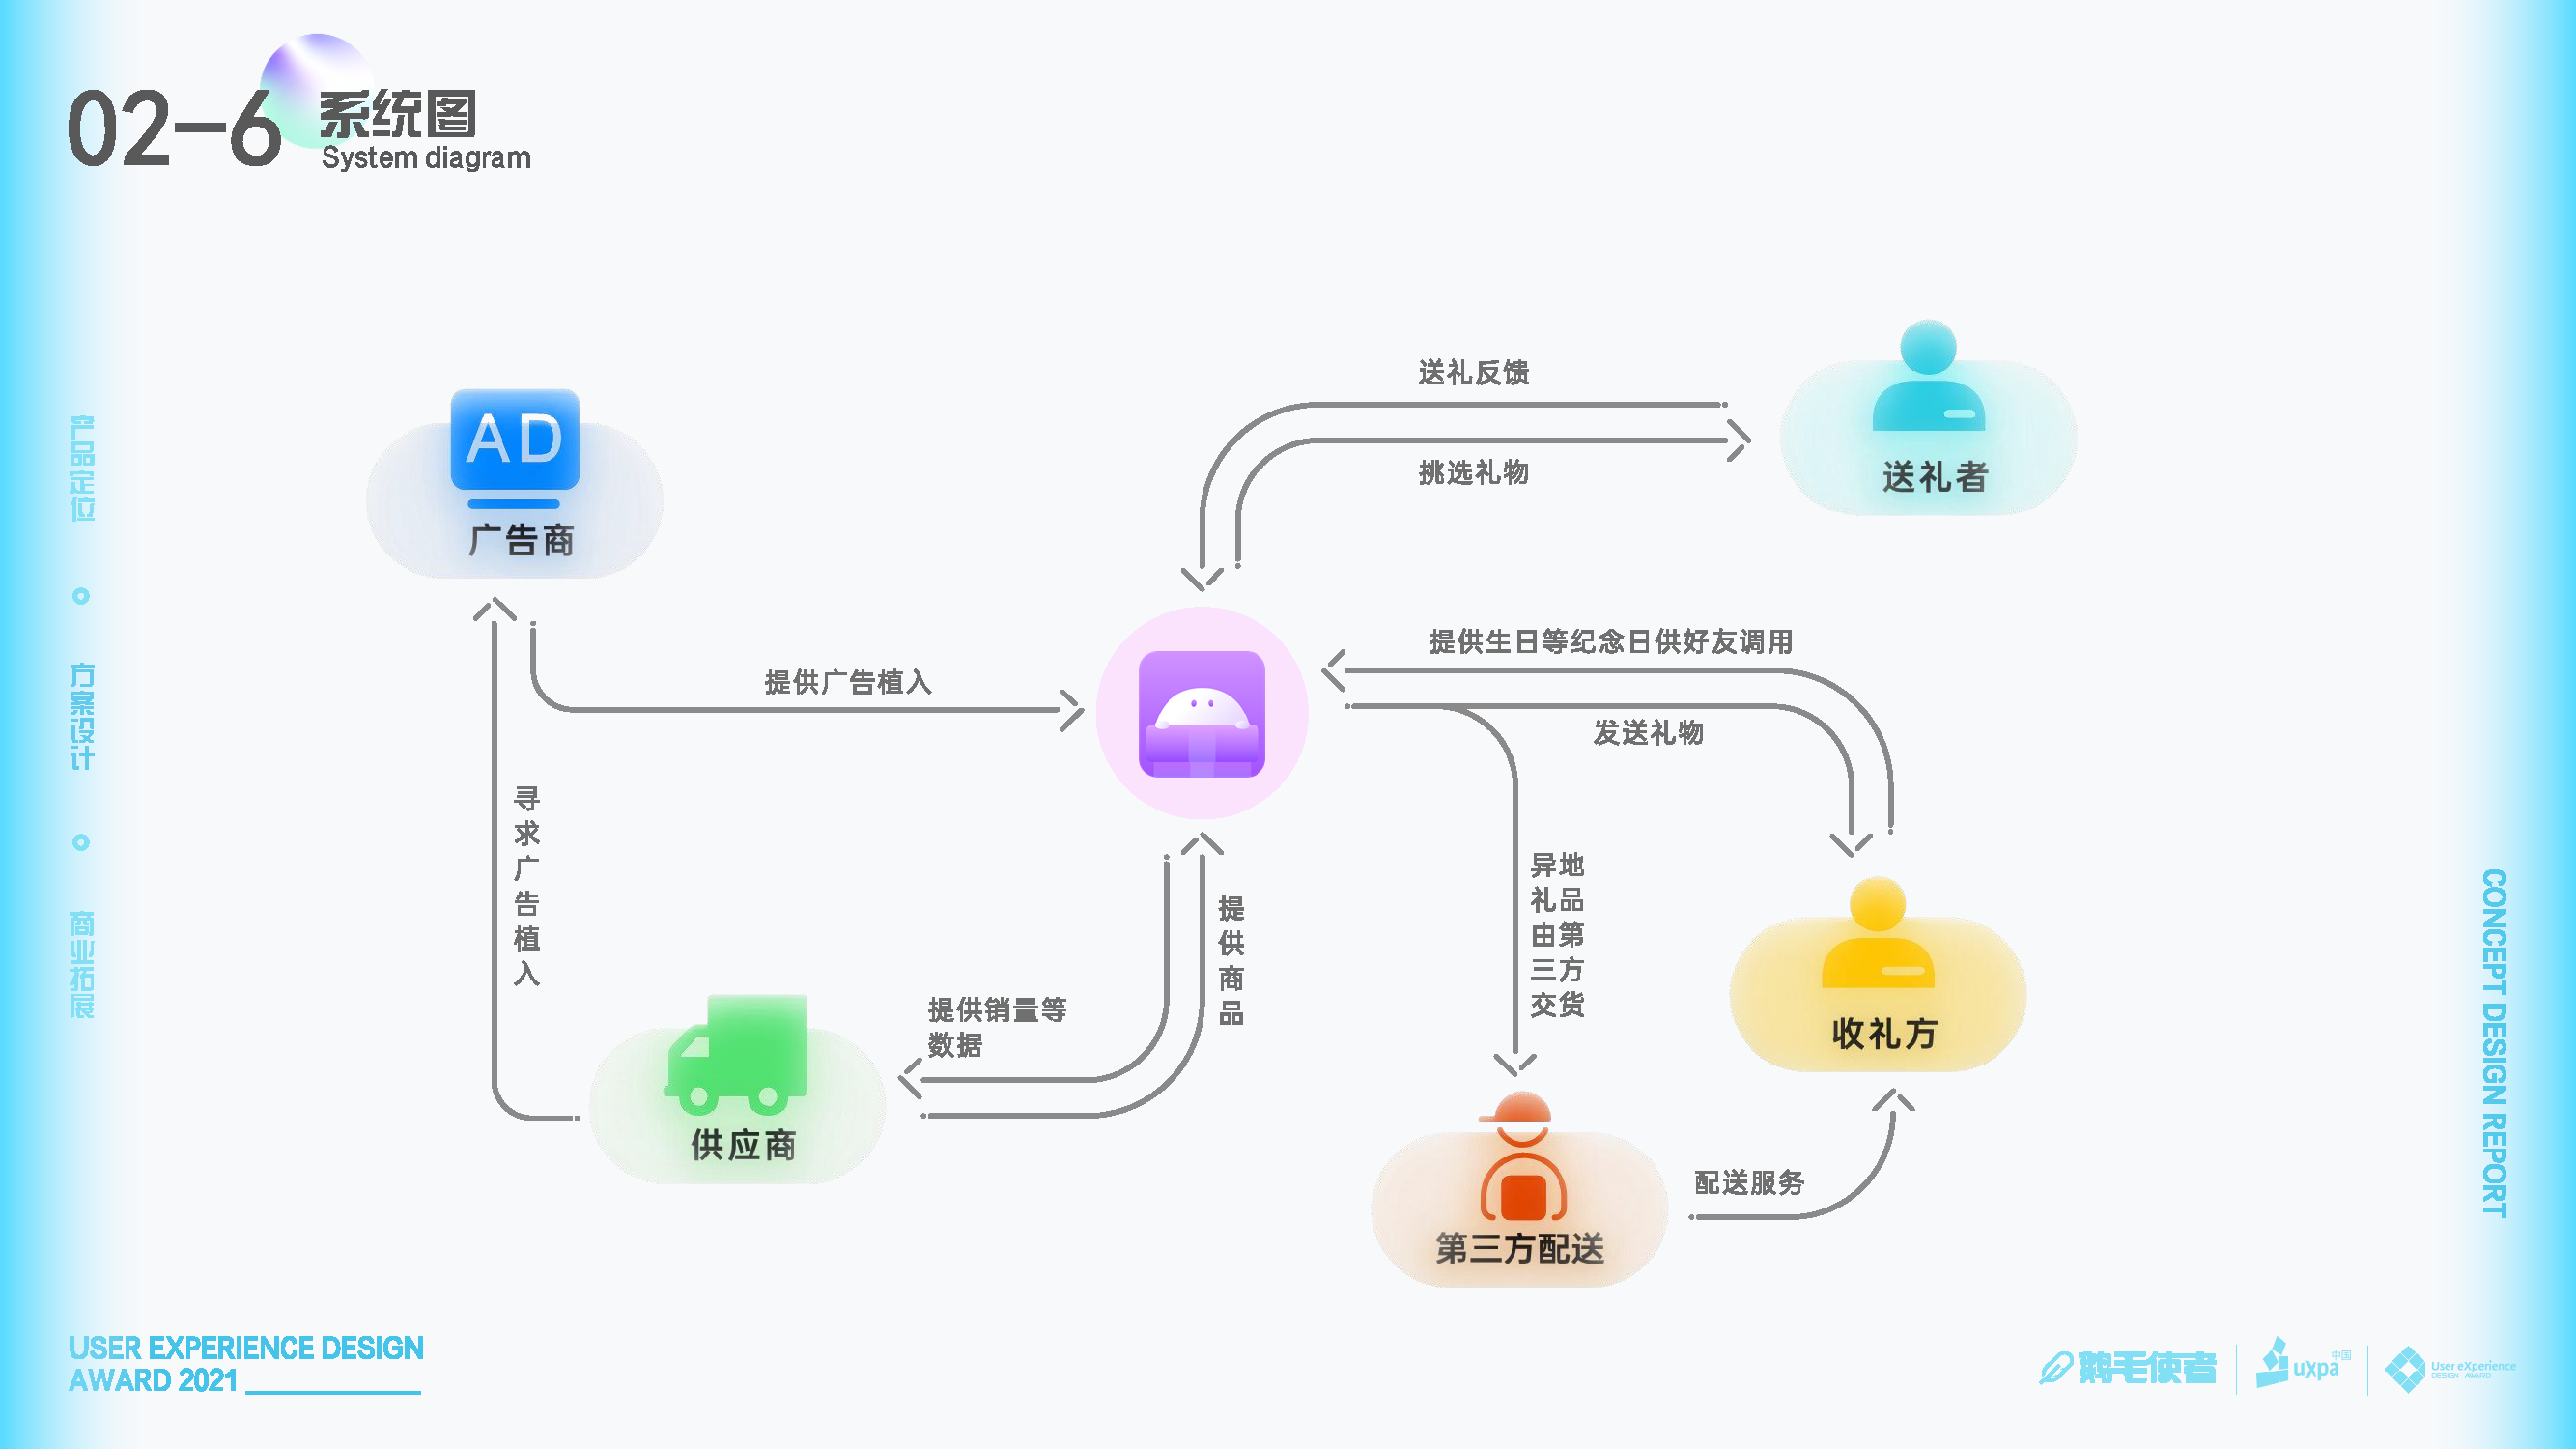 02-6
系统图
System diagram
产品定位
方案设计
商业拓展
AD
广告商
送礼反馈
挑选礼物
送礼者
提供广告植入
提供生日等纪念日供好友调用
发送礼物
寻求广告植入
提供商品
提供销量等
数据
供应商
异地
礼品
由第
三方
交货
收礼方
第三方配送
配送服务
CONCEPT DESIGN REPORT
USER EXPERIENCE DESIGN
AWARD 2021
鹅毛使者
uxpa中国
User eXperience
DESIGN AWARD